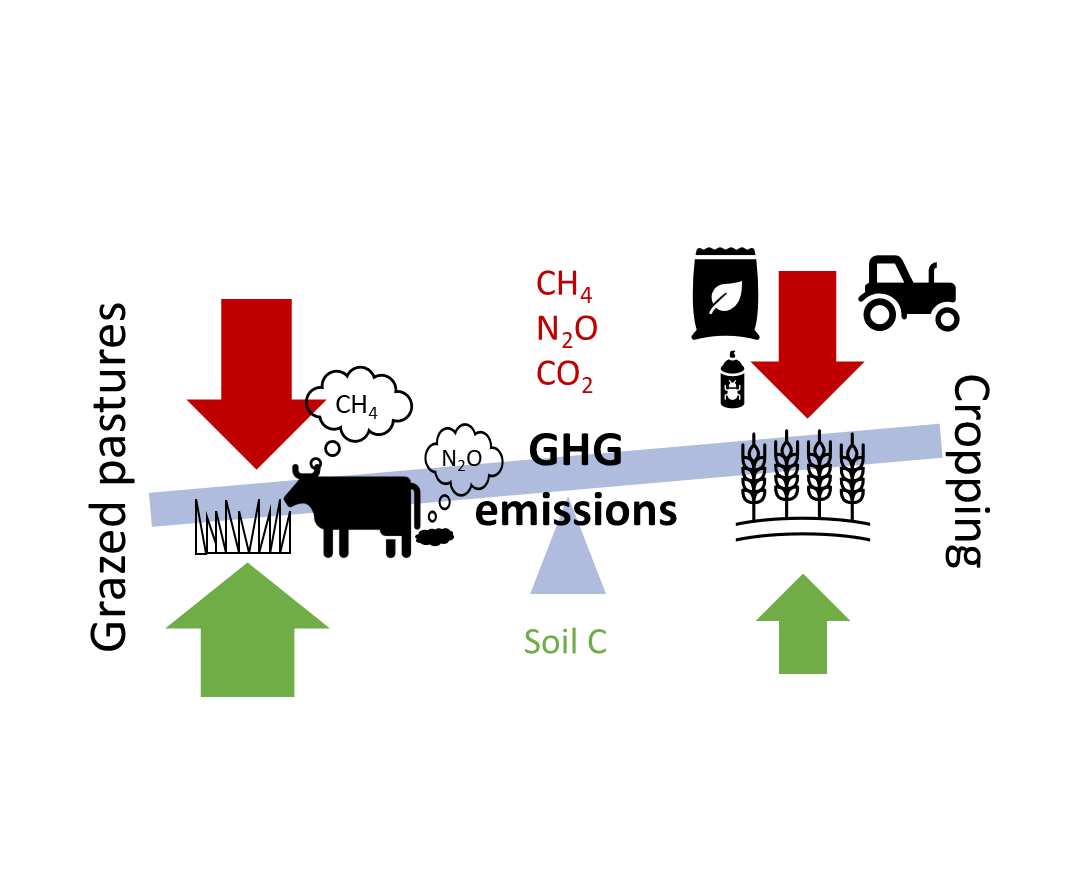 Grazed pastures
CH₄
N₂O
CH₄
N₂O
CO₂
GHG
emissions
Soil C
Cropping